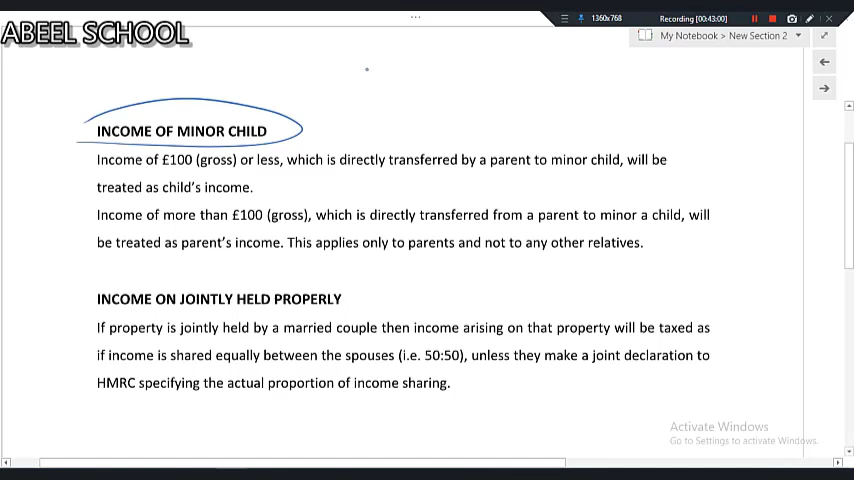 1360x768
Recording [00:43:00]
ABEEL SCHOOL
My Notebook > New Section 2
INCOME OF MINOR CHILD
Income of £100 (gross) or less, which is directly transferred by a parent to minor child, will be
treated as child's income.
Income of more than £100 (gross), which is directly transferred from a parent to minor a child, will
be treated as parent's income. This applies only to parents and not to any other relatives.
INCOME ON JOINTLY HELD PROPERLY
If property is jointly held by a married couple then income arising on that property will be taxed as
if income is shared equally between the spouses (i.e. 50:50), unless they make a joint declaration to
HMRC specifying the actual proportion of income sharing.
Activate Windows
Go to Settings to activate Windows.